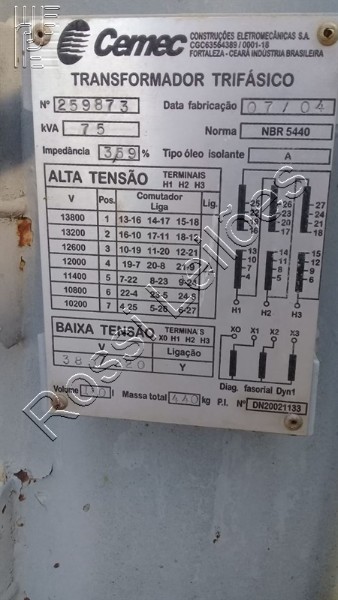 Cemec
CONSTRUÇÕES ELETROMECÂNICAS S.A.
CGC63564389 / 0001-18
FORTALEZA - CEARÁ INDÚSTRIA BRASILEIRA
TRANSFORMADOR TRIFÁSICO
Nº 259873 Data fabricação 07/04
kVA 75 Norma NBR 5440
Impedância 3,59 % Tipo óleo isolante A
ALTA TENSÃO TERMINAIS H1 H2 H3
V Pos. Comutador Liga Lig.
13800 1 13-16 14-17 15-18
13200 2 16-10 17-11 18-12
12600 3 10-19 11-20 12-21
12000 4 19-7 20-8 21-9
11400 5 7-22 8-23 9-24
10800 6 22-4 23-5 24-6
10200 7 4-25 5-26 6-27
H1 H2 H3
BAIXA TENSÃO TERMINAIS X0 H1 H2 H3
V Ligação
Y
X0 X1 X2 X3
Diag. fasorial Dyn1
Volume l Massa total 440 kg P.I. Nº DN20021133
Rossi Leilões